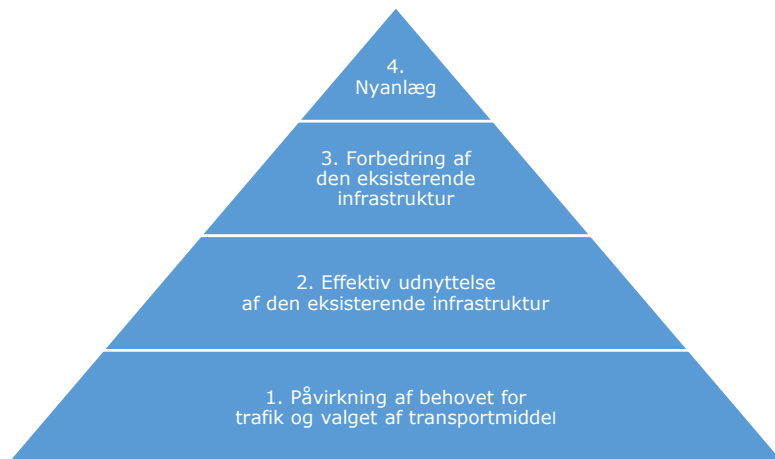 4.
Nyanlæg
3. Forbedring af
den eksisterende
infrastruktur
2. Effektiv udnyttelse
af den eksisterende infrastruktur
1. Påvirkning af behovet for
trafik og valget af transportmiddel